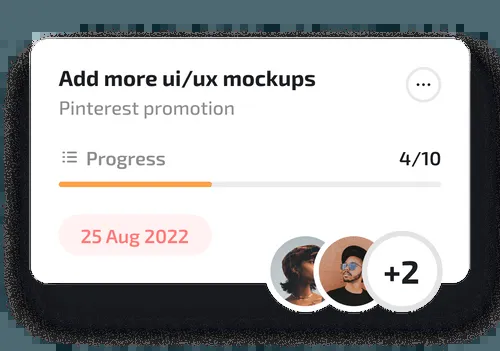 Add more ui/ux mockups
Pinterest promotion
Progress 4/10
25 Aug 2022
+2